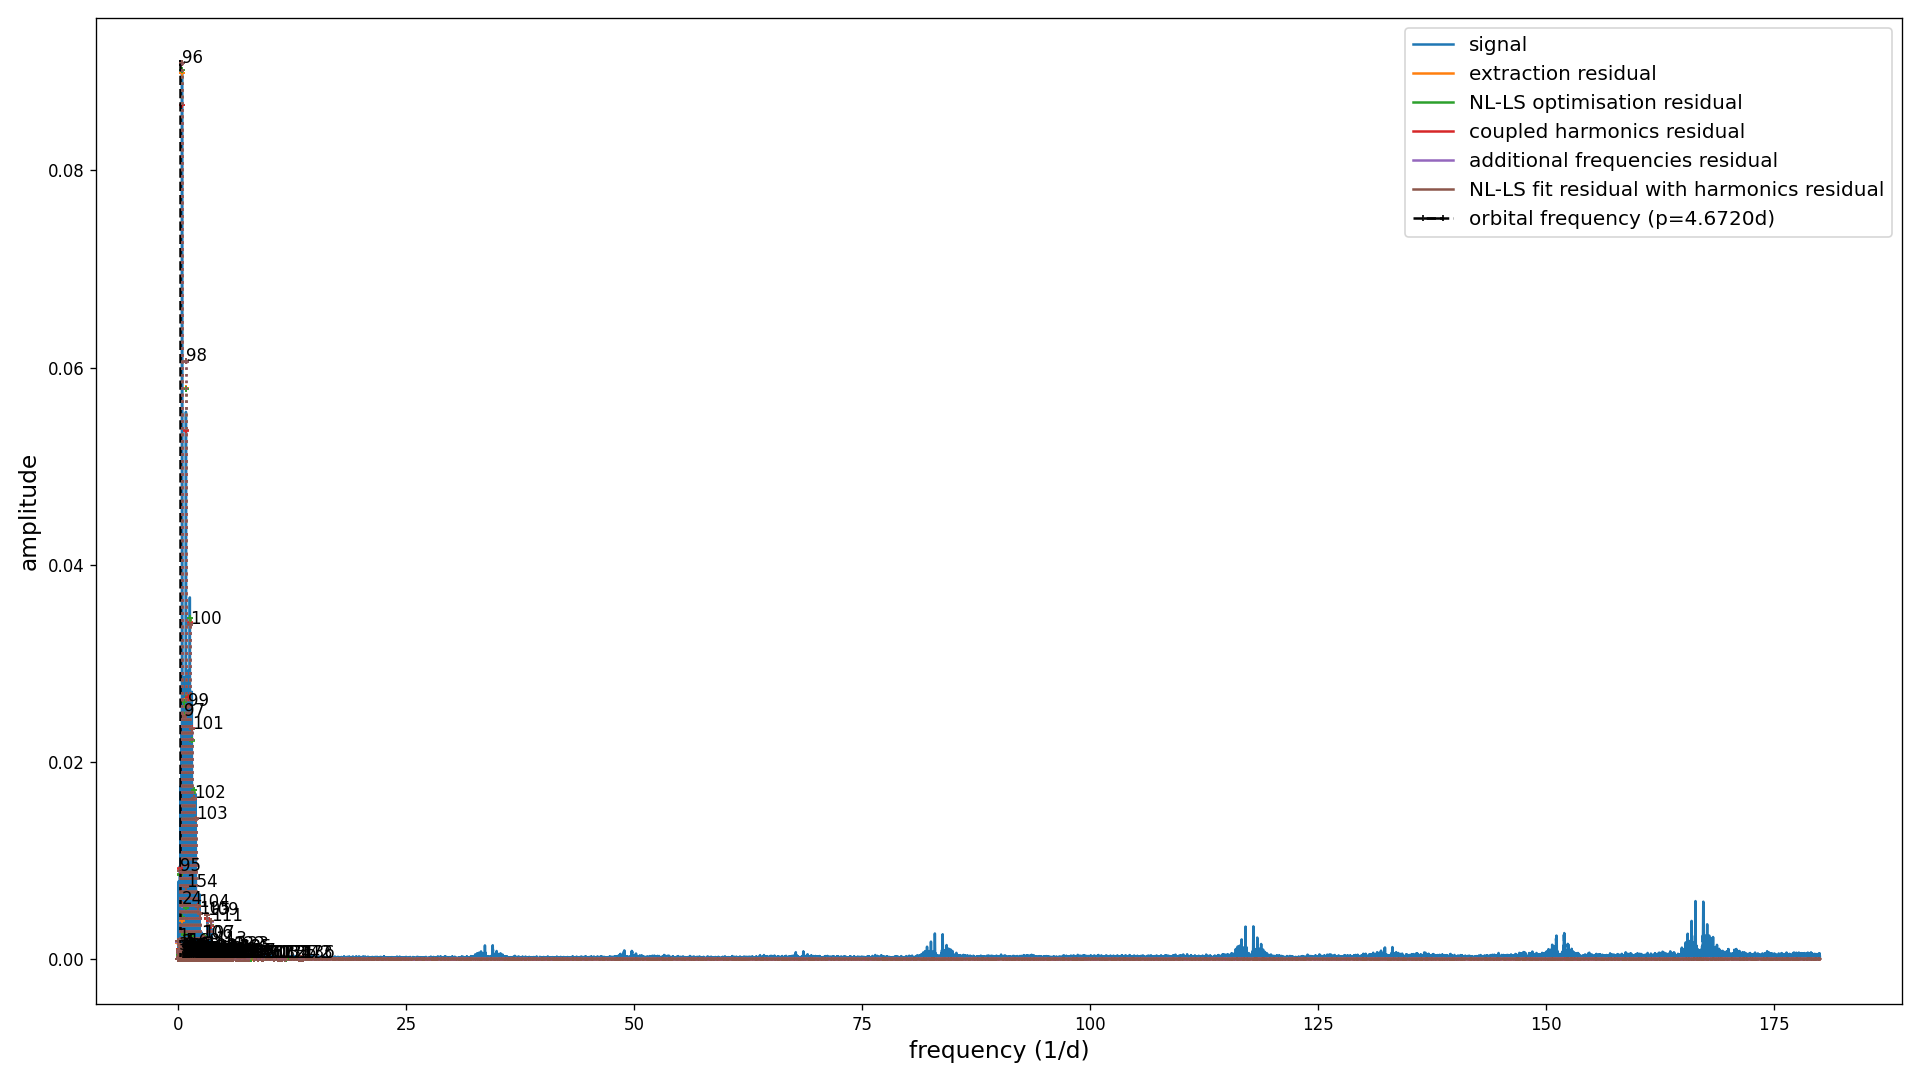 signal
extraction residual
NL-LS optimisation residual
coupled harmonics residual
additional frequencies residual
NL-LS fit residual with harmonics residual
orbital frequency (p=4.6720d)
96
98
100
99
97
101
102
103
95
154
24
104
109
111
0.08
0.06
0.04
0.02
0.00
amplitude
0 25 50 75 100 125 150 175
frequency (1/d)